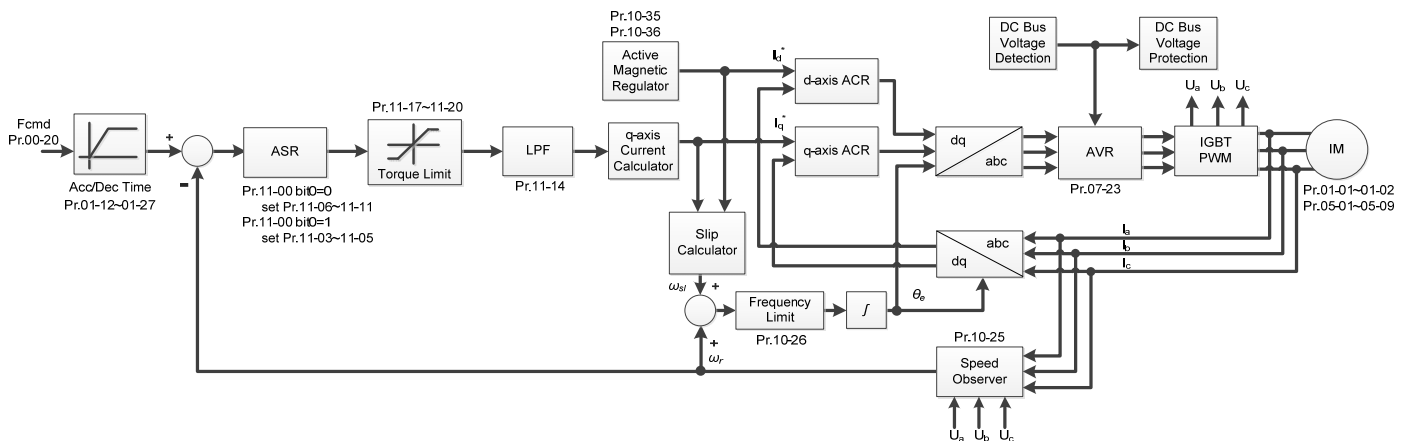 Fcmd
Pr.00-20
Acc/Dec Time
Pr.01-12~01-27
+
-
ASR
Pr.11-00 bit0=0
set Pr.11-06~11-11
Pr.11-00 bit0=1
set Pr.11-03~11-05
Pr.11-17~11-20
Torque Limit
LPF
Pr.11-14
Pr.10-35
Pr.10-36
Active
Magnetic
Regulator
q-axis
Current
Calculator
Id*
Iq*
d-axis ACR
q-axis ACR
dq
abc
DC Bus
Voltage
Detection
DC Bus
Voltage
Protection
AVR
Pr.07-23
Ua Ub Uc
IGBT
PWM
IM
Pr.01-01~01-02
Pr.05-01~05-09
Slip
Calculator
ωsl
+
+
ωr
Frequency
Limit
Pr.10-26
∫
θe
abc
dq
Ia
Ib
Ic
Pr.10-25
Speed
Observer
Ua Ub Uc